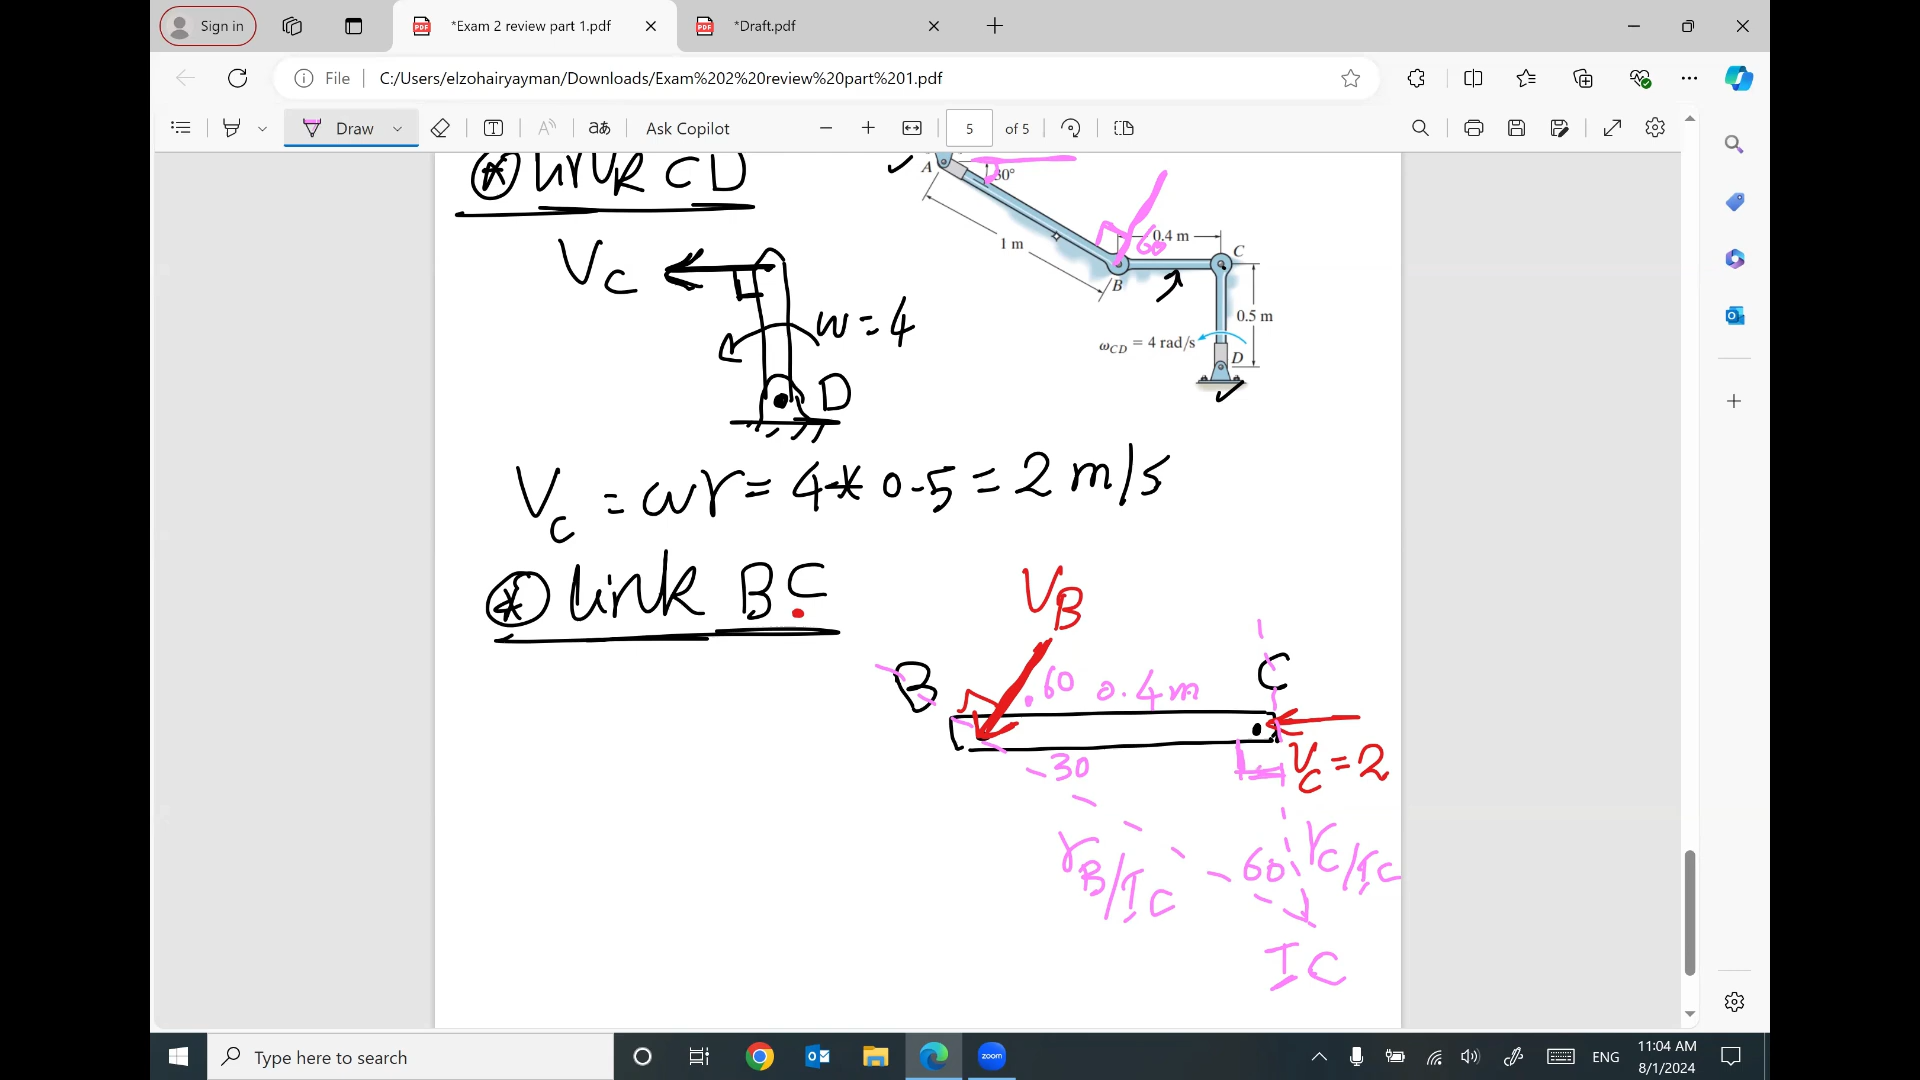 Sign in
*Exam 2 review part 1.pdf
*Draft.pdf
File
C:/Users/elzohairyayman/Downloads/Exam%202%20review%20part%201.pdf
Draw
Ask Copilot
5 of 5
* link CD
A
30°
60
1 m
0.4 m
C
B
0.5 m
ωCD = 4 rad/s
D
VC
w = 4
D
VC = ωr = 4 * 0.5 = 2 m/s
* link BC
VB
B
60
0.4 m
C
30
VC = 2
rB/IC
60
rC/IC
IC
Type here to search
zoom
ENG
11:04 AM
8/1/2024